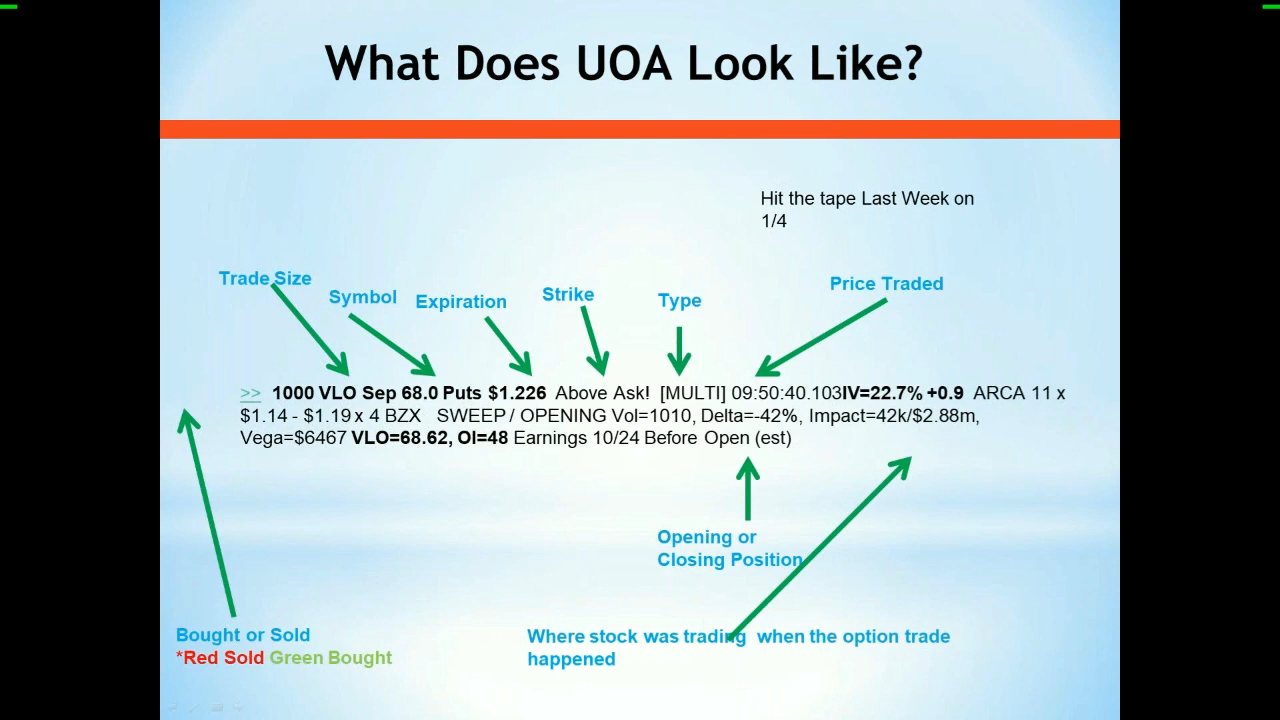 What Does UOA Look Like?
Hit the tape Last Week on
1/4
Trade Size
Symbol
Expiration
Strike
Type
Price Traded
>> 1000 VLO Sep 68.0 Puts $1.226 Above Ask! [MULTI] 09:50:40.103IV=22.7% +0.9 ARCA 11 x
$1.14 - $1.19 x 4 BZX SWEEP / OPENING Vol=1010, Delta=-42%, Impact=42k/$2.88m,
Vega=$6467 VLO=68.62, OI=48 Earnings 10/24 Before Open (est)
Opening or
Closing Position
Bought or Sold
*Red Sold Green Bought
Where stock was trading when the option trade
happened